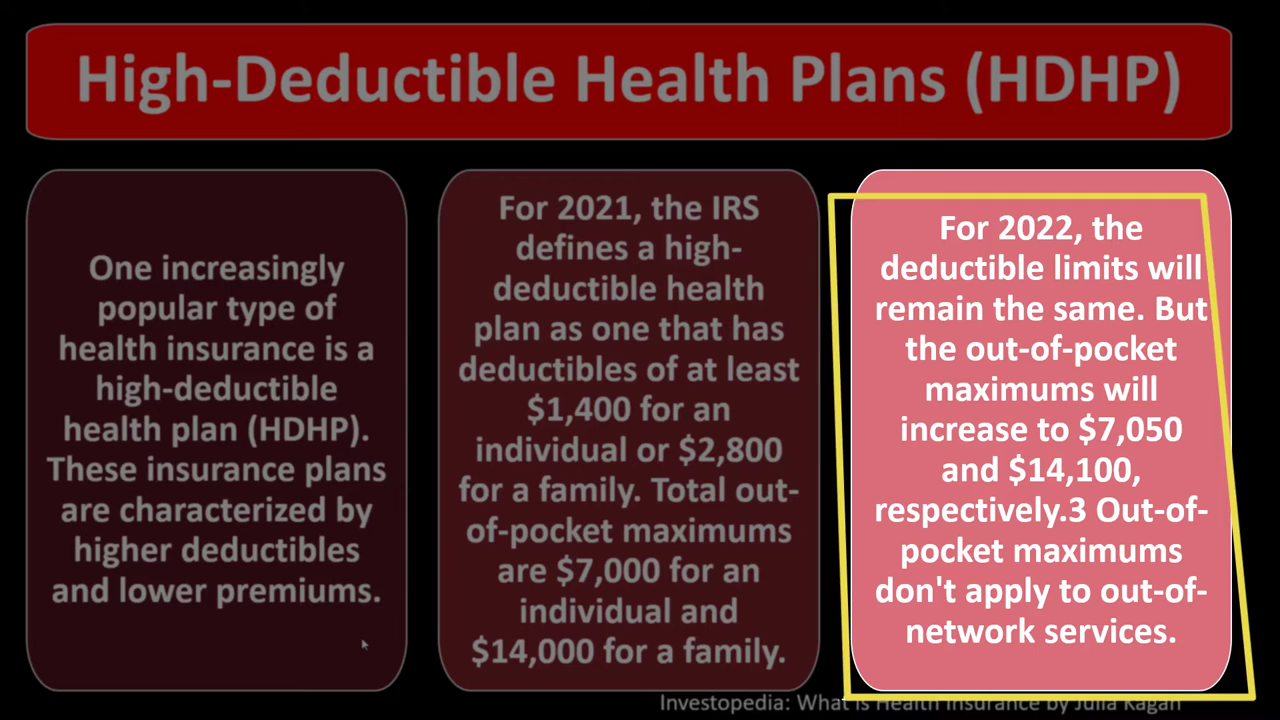 High-Deductible Health Plans (HDHP)
One increasingly
popular type of
health insurance is a
high-deductible
health plan (HDHP).
These insurance plans
are characterized by
higher deductibles
and lower premiums.
For 2021, the IRS
defines a high-
deductible health
plan as one that has
deductibles of at least
$1,400 for an
individual or $2,800
for a family. Total out-
of-pocket maximums
are $7,000 for an
individual and
$14,000 for a family.
For 2022, the
deductible limits will
remain the same. But
the out-of-pocket
maximums will
increase to $7,050
and $14,100,
respectively.3 Out-of-
pocket maximums
don't apply to out-of-
network services.
Investopedia: What is Health Insurance by Julia Kagan